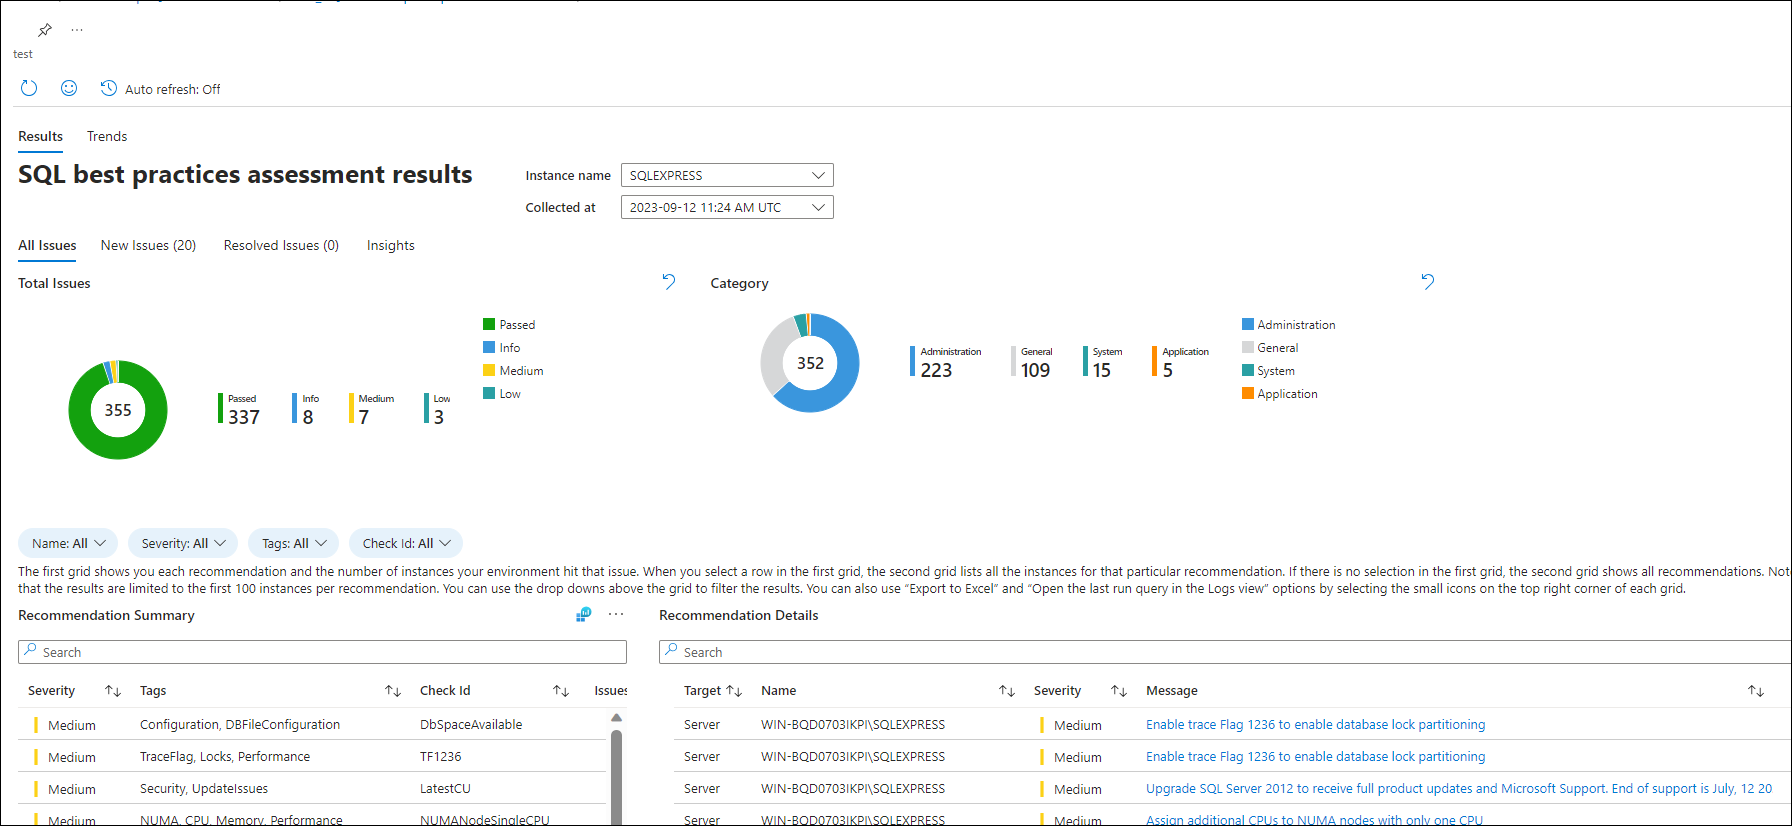 test
Auto refresh: Off
Results Trends
SQL best practices assessment results
Instance name SQLEXPRESS
Collected at 2023-09-12 11:24 AM UTC
All Issues New Issues (20) Resolved Issues (0) Insights
Total Issues
355
Passed 337
Info 8
Medium 7
Low 3
Passed
Info
Medium
Low
Category
352
Administration 223
General 109
System 15
Application 5
Administration
General
System
Application
Name: All Severity: All Tags: All Check Id: All
The first grid shows you each recommendation and the number of instances your environment hit that issue. When you select a row in the first grid, the second grid lists all the instances for that particular recommendation. If there is no selection in the first grid, the second grid shows all recommendations. Not
that the results are limited to the first 100 instances per recommendation. You can use the drop downs above the grid to filter the results. You can also use “Export to Excel” and “Open the last run query in the Logs view” options by selecting the small icons on the top right corner of each grid.
Recommendation Summary
Search
Severity Tags Check Id Issues
Medium Configuration, DBFileConfiguration DbSpaceAvailable
Medium TraceFlag, Locks, Performance TF1236
Medium Security, UpdateIssues LatestCU
Medium NUMA, CPU, Memory, Performance NUMANodeSingleCPU
Recommendation Details
Search
Target Name Severity Message
Server WIN-BQD0703IKPI\SQLEXPRESS Medium Enable trace Flag 1236 to enable database lock partitioning
Server WIN-BQD0703IKPI\SQLEXPRESS Medium Enable trace Flag 1236 to enable database lock partitioning
Server WIN-BQD0703IKPI\SQLEXPRESS Medium Upgrade SQL Server 2012 to receive full product updates and Microsoft Support. End of support is July, 12 20
Server WIN-BQD0703IKPI\SQLEXPRESS Medium Assign additional CPUs to NUMA nodes with only one CPU